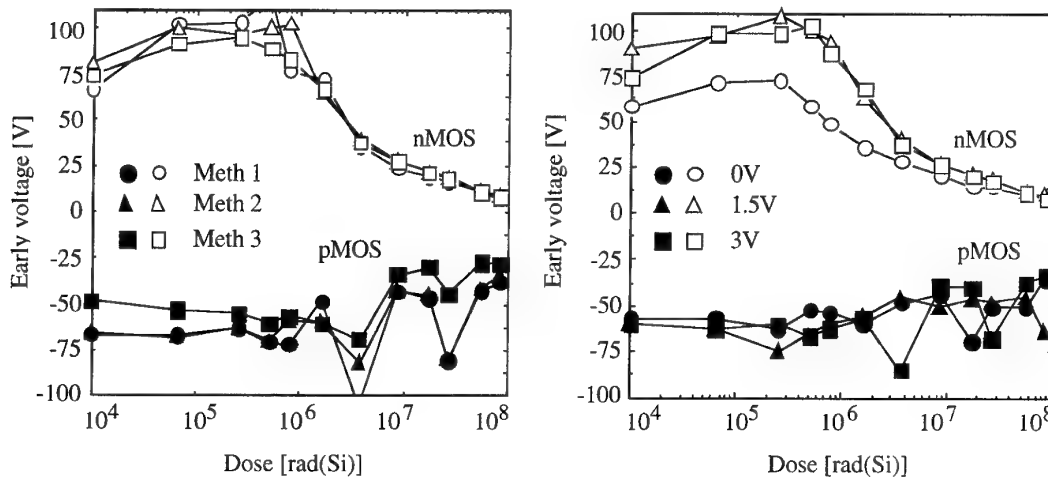 100
75
50
25
0
-25
-50
-75
-100
Early voltage [V]
nMOS
Meth 1
Meth 2
Meth 3
pMOS
10^4
10^5
10^6
10^7
10^8
Dose [rad(Si)]
100
75
50
25
0
-25
-50
-75
-100
Early voltage [V]
nMOS
0V
1.5V
3V
pMOS
10^4
10^5
10^6
10^7
10^8
Dose [rad(Si)]